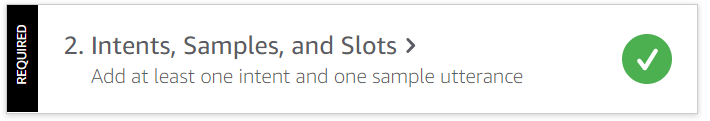 REQUIRED
2. Intents, Samples, and Slots >
Add at least one intent and one sample utterance